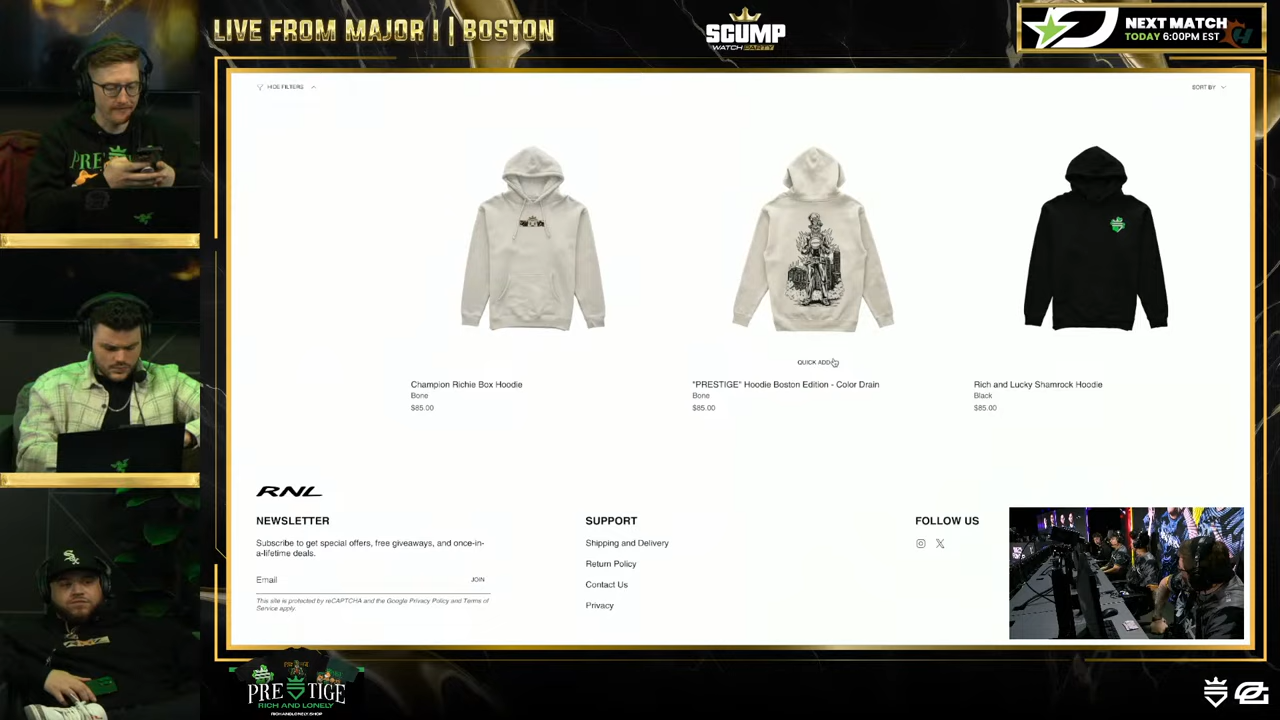 LIVE FROM MAJOR I | BOSTON
SCUMP
WATCH PARTY
NEXT MATCH
TODAY 6:00PM EST
HIDE FILTERS
SORT BY
QUICK ADD
Champion Richie Box Hoodie
Bone
$85.00
"PRESTIGE" Hoodie Boston Edition - Color Drain
Bone
$85.00
Rich and Lucky Shamrock Hoodie
Black
$85.00
RNL
NEWSLETTER
Subscribe to get special offers, free giveaways, and once-in-
a-lifetime deals.
Email
JOIN
This site is protected by reCAPTCHA and the Google Privacy Policy and Terms of
Service apply.
SUPPORT
Shipping and Delivery
Return Policy
Contact Us
Privacy
FOLLOW US
PRE TIGE
RICH AND LONELY
RICHANDLONELY.SHOP